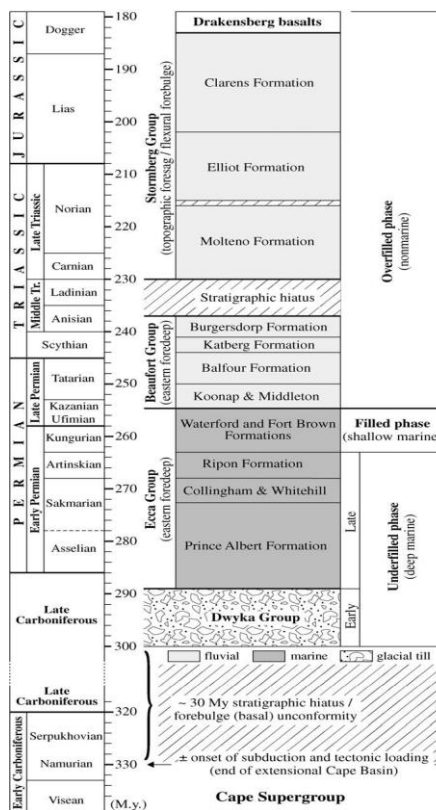 JURASSIC
Dogger
Lias
TRIASSIC
Late Triassic
Norian
Carnian
Middle Tr.
Ladinian
Anisian
Scythian
PERMIAN
Late Permian
Tatarian
Kazanian
Ufimian
Early Permian
Kungurian
Artinskian
Sakmarian
Asselian
Late
Carboniferous
Late
Carboniferous
Early Carboniferous
Serpukhovian
Namurian
Visean
180
190
200
210
220
230
240
250
260
270
280
290
300
320
330
(M.y.)
Drakensberg basalts
Stormberg Group
(topographic foresag / flexural forebulge)
Clarens Formation
Elliot Formation
Molteno Formation
Stratigraphic hiatus
Beaufort Group
(eastern foredeep)
Burgersdorp Formation
Katberg Formation
Balfour Formation
Koonap & Middleton
Ecca Group
(eastern foredeep)
Waterford and Fort Brown
Formations
Ripon Formation
Collingham & Whitehill
Prince Albert Formation
Dwyka Group
Overfilled phase
(nonmarine)
Filled phase
(shallow marine)
Late
Early
Underfilled phase
(deep marine)
fluvial
marine
glacial till
~ 30 My stratigraphic hiatus /
forebulge (basal) unconformity
± onset of subduction and tectonic loading
(end of extensional Cape Basin)
Cape Supergroup